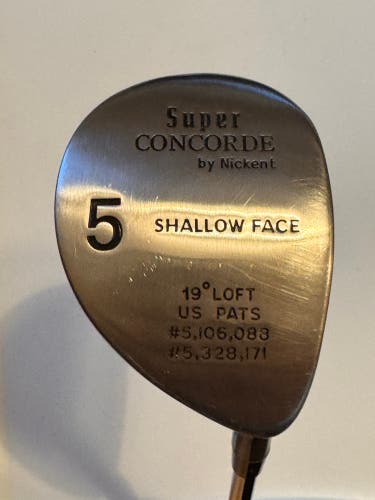 Super
CONCORDE
by Nickent
5 SHALLOW FACE
19° LOFT
US PATS
#5,106,083
#5,328,171